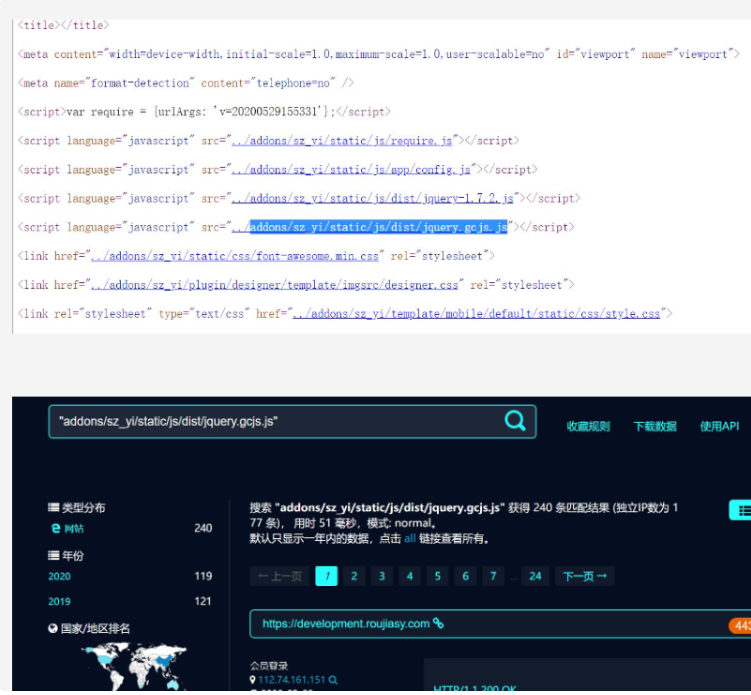 <title></title>
<meta content="width=device-width,initial-scale=1.0,maximum-scale=1.0,user-scalable=no" id="viewport" name="viewport">
<meta name="format-detection" content="telephone=no" />
<script>var require = {urlArgs: 'v=20200529155331'};</script>
<script language="javascript" src="../addons/sz_yi/static/js/require.js"></script>
<script language="javascript" src="../addons/sz_yi/static/js/app/config.js"></script>
<script language="javascript" src="../addons/sz_yi/static/js/dist/jquery-1.7.2.js"></script>
<script language="javascript" src="../addons/sz_yi/static/js/dist/jquery.gcjs.js"></script>
<link href="../addons/sz_yi/static/css/font-awesome.min.css" rel="stylesheet">
<link href="../addons/sz_yi/plugin/designer/template/imgsrc/designer.css" rel="stylesheet">
<link rel="stylesheet" type="text/css" href="../addons/sz_yi/template/mobile/default/static/css/style.css">
"addons/sz_yi/static/js/dist/jquery.gcjs.js"
收藏规则 下载数据 使用API
类型分布
网站 240
年份
2020 119
2019 121
国家/地区排名
搜索 "addons/sz_yi/static/js/dist/jquery.gcjs.js" 获得 240 条匹配结果 (独立IP数为 1
77 条)， 用时 51 毫秒，模式: normal。
默认只显示一年内的数据，点击 all 链接查看所有。
←上一页 1 2 3 4 5 6 7 ... 24 下一页→
https://development.roujiasy.com 443
会员登录
112.74.161.151
HTTP/1.1 200 OK